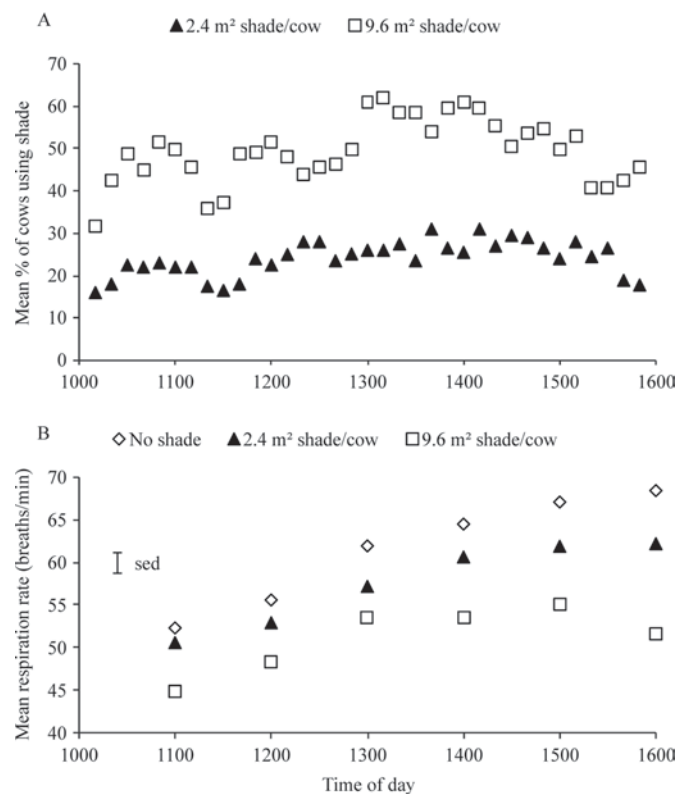 A
▲ 2.4 m² shade/cow □ 9.6 m² shade/cow
Mean % of cows using shade
70
60
50
40
30
20
10
0
1000 1100 1200 1300 1400 1500 1600
B
◇ No shade ▲ 2.4 m² shade/cow □ 9.6 m² shade/cow
Mean respiration rate (breaths/min)
70
65
60
sed
55
50
45
40
1000 1100 1200 1300 1400 1500 1600
Time of day